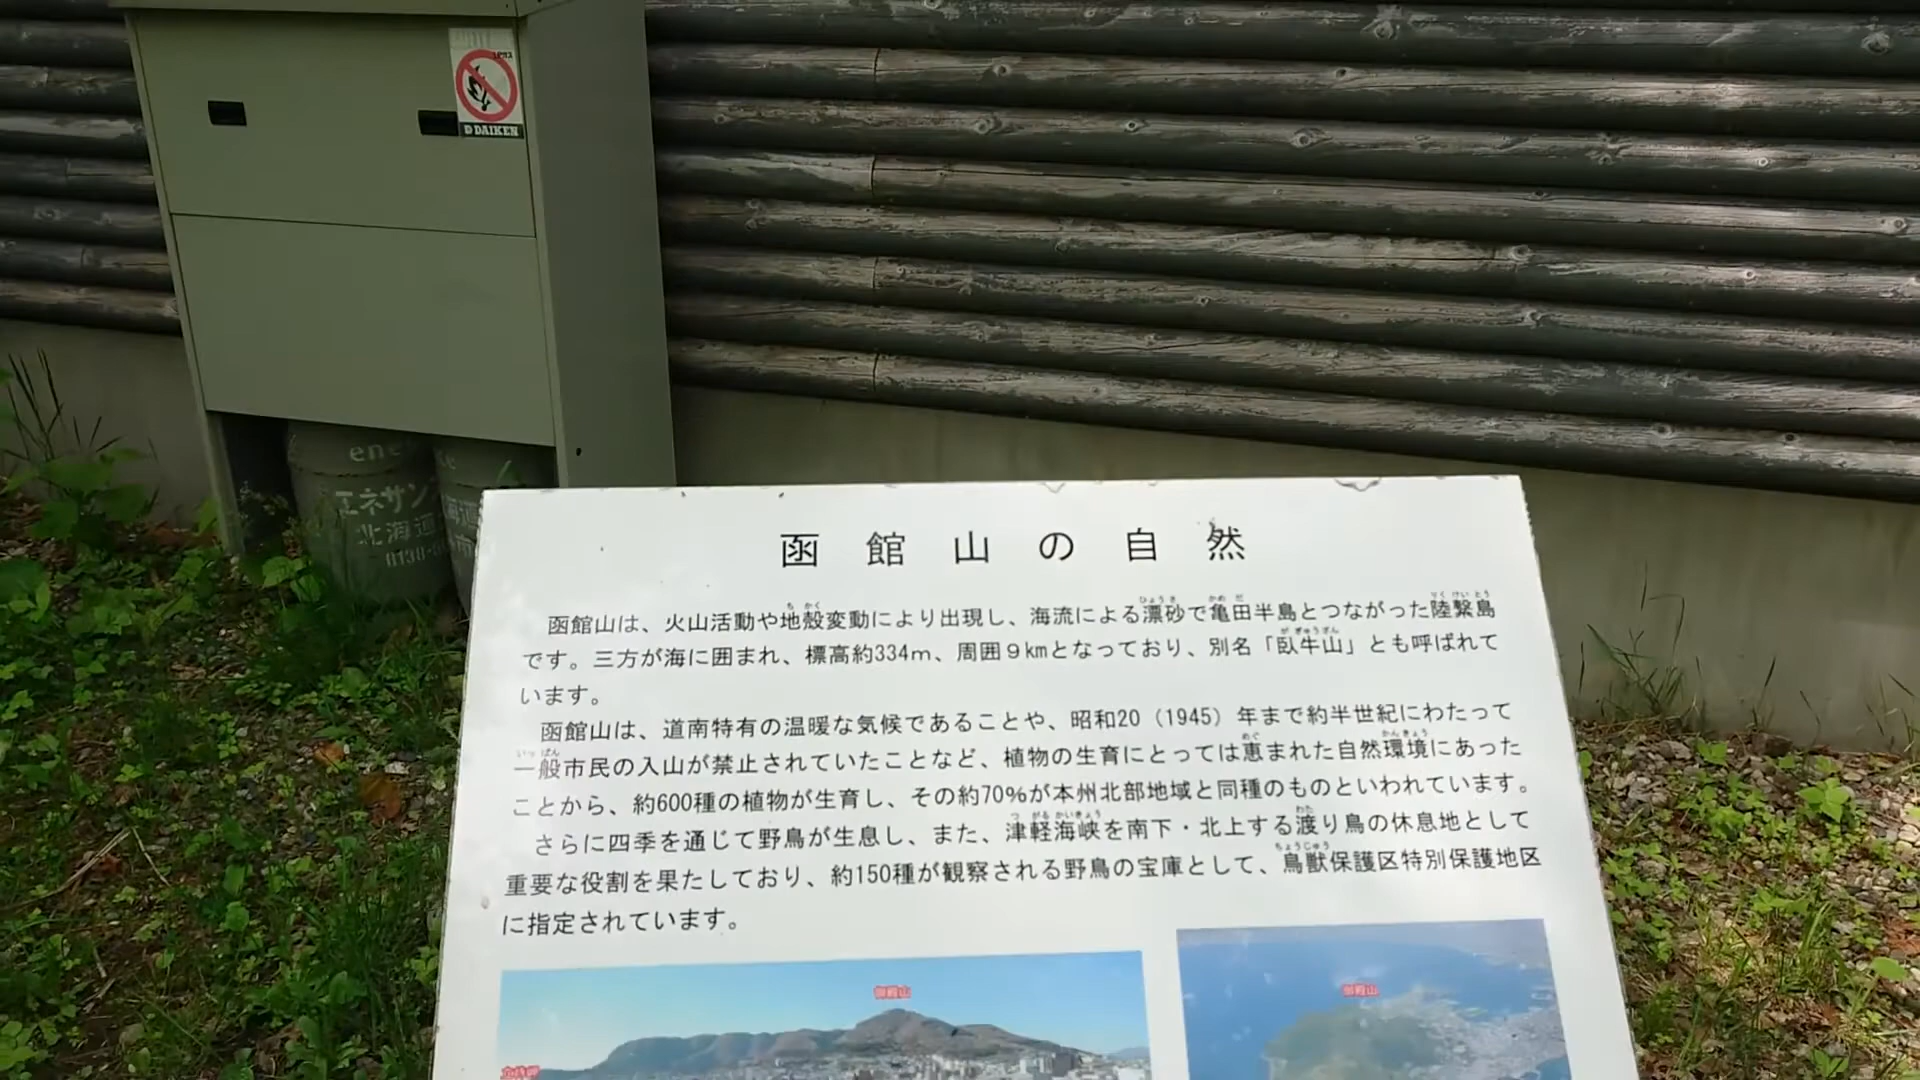 D DAIKEN
ene
エネサン
北海道
0138-
函館山の自然
函館山は、火山活動や地殻変動により出現し、海流による漂砂で亀田半島とつながった陸繋島
です。三方が海に囲まれ、標高約334m、周囲9kmとなっており、別名「臥牛山」とも呼ばれて
います。
函館山は、道南特有の温暖な気候であることや、昭和20(1945)年まで約半世紀にわたって
一般市民の入山が禁止されていたことなど、植物の生育にとっては恵まれた自然環境にあった
ことから、約600種の植物が生育し、その約70%が本州北部地域と同種のものといわれています。
さらに四季を通じて野鳥が生息し、また、津軽海峡を南下・北上する渡り鳥の休息地として
重要な役割を果たしており、約150種が観察される野鳥の宝庫として、鳥獣保護区特別保護地区
に指定されています。
御殿山
御殿山
立待岬